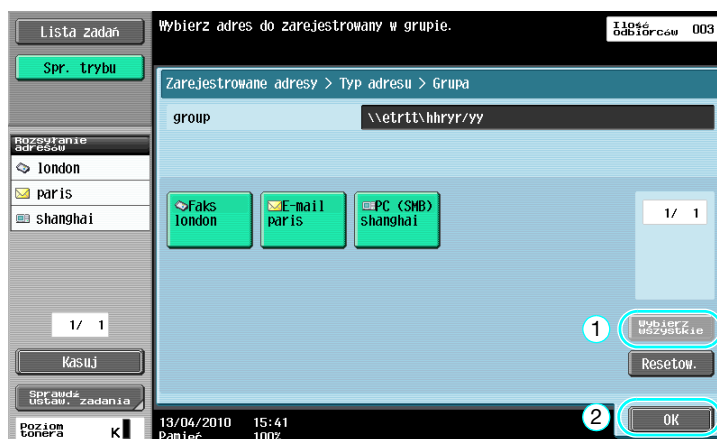 Lista zadań
Wybierz adres do zarejestrowany w grupie.
Ilość
odbiorców 003
Spr. trybu
Zarejestrowane adresy > Typ adresu > Grupa
group \\etrtt\hhryr/yy
Rozsyłanie
adresów
london
paris
shanghai
Faks
london
E-mail
paris
PC (SMB)
shanghai
1/ 1
1/ 1
1
Wybierz
wszystkie
Kasuj
Resetow.
Sprawdź
ustaw. zadania
2
OK
Poziom
tonera K
13/04/2010 15:41
Pamięć 100%